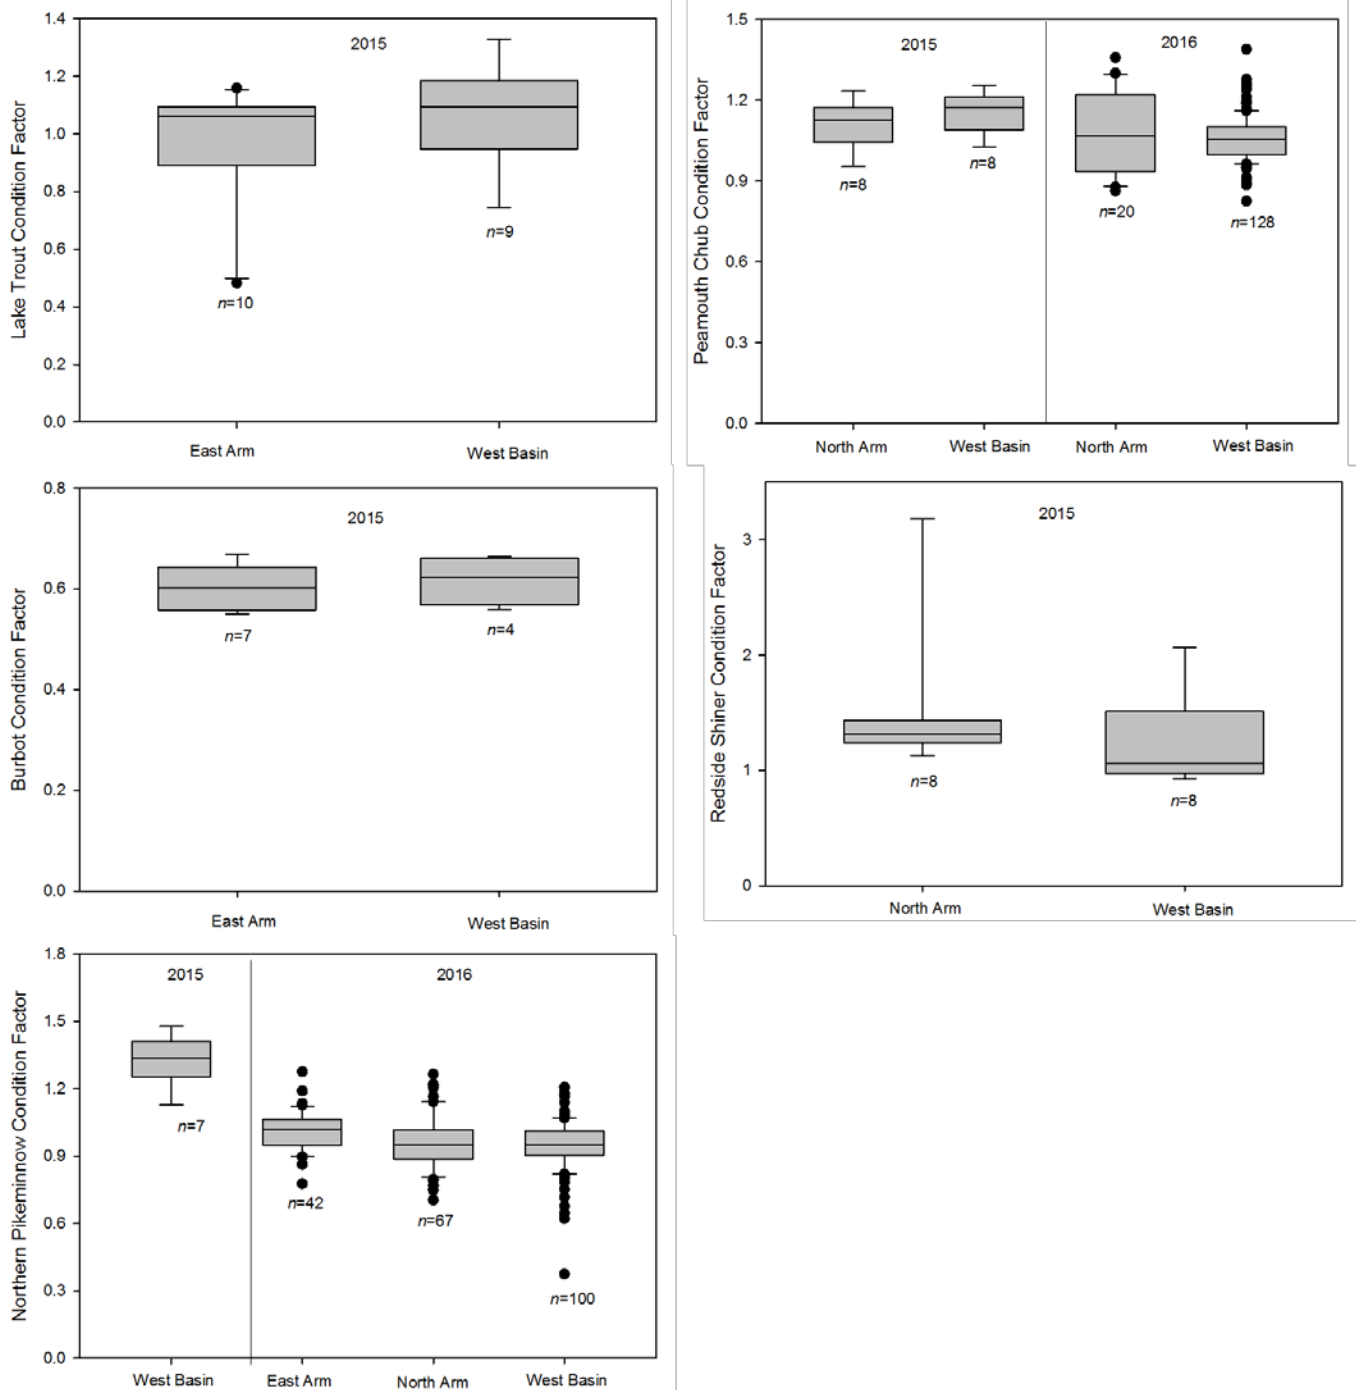 Lake Trout Condition Factor
1.4
1.2
1.0
0.8
0.6
0.4
0.2
0.0
2015
n=10
n=9
East Arm
West Basin
Peamouth Chub Condition Factor
1.5
1.2
0.9
0.6
0.3
0.0
2015
2016
n=8
n=8
n=20
n=128
North Arm
West Basin
North Arm
West Basin
Burbot Condition Factor
0.8
0.6
0.4
0.2
0.0
2015
n=7
n=4
East Arm
West Basin
Redside Shiner Condition Factor
3
2
1
0
2015
n=8
n=8
North Arm
West Basin
Northern Pikeminnow Condition Factor
1.8
1.5
1.2
0.9
0.6
0.3
0.0
2015
2016
n=7
n=42
n=67
n=100
West Basin
East Arm
North Arm
West Basin